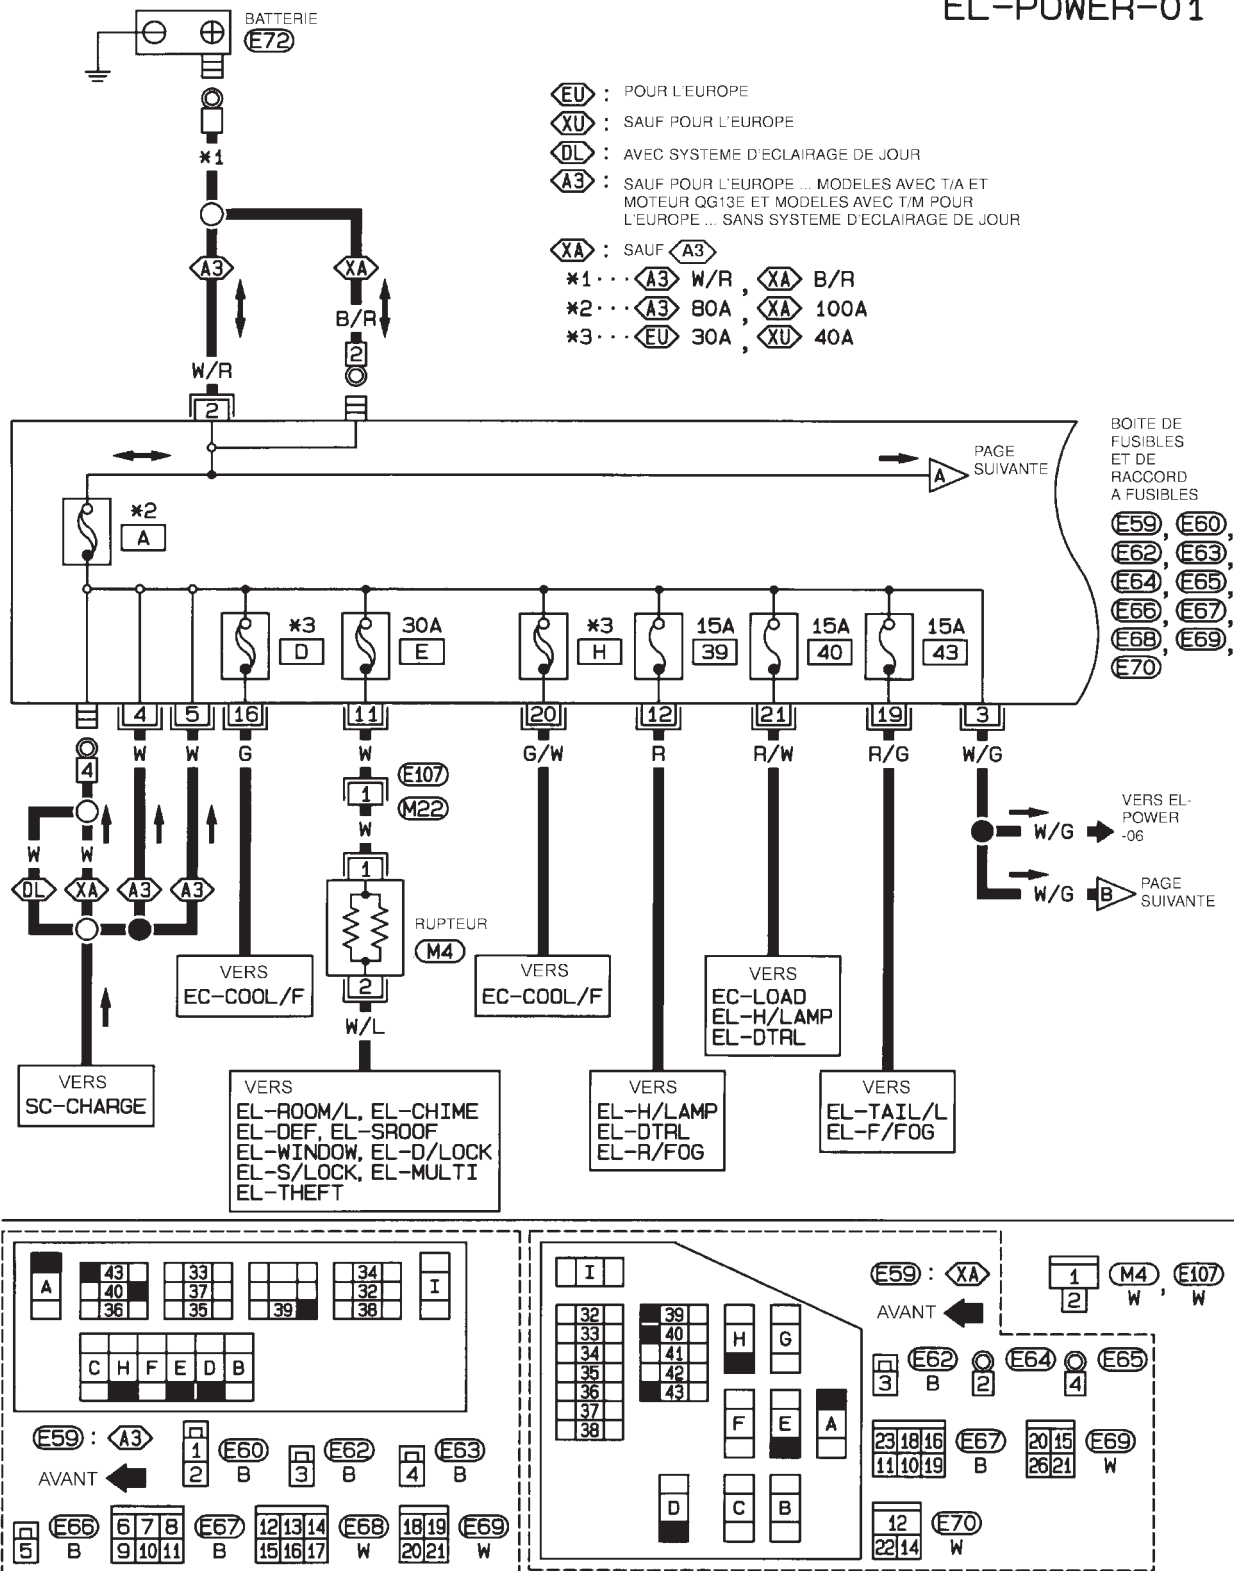 EL-POWER-01
BATTERIE
E72
EU : POUR L'EUROPE
XU : SAUF POUR L'EUROPE
DL : AVEC SYSTEME D'ECLAIRAGE DE JOUR
A3 : SAUF POUR L'EUROPE ... MODELES AVEC T/A ET
MOTEUR QG13E ET MODELES AVEC T/M POUR
L'EUROPE ... SANS SYSTEME D'ECLAIRAGE DE JOUR
XA : SAUF A3
*1 ··· A3 W/R , XA B/R
*2 ··· A3 80A , XA 100A
*3 ··· EU 30A , XU 40A
*1
A3
XA
B/R
2
W/R
2
BOITE DE
FUSIBLES
ET DE
RACCORD
A FUSIBLES
E59, E60,
E62, E63,
E64, E65,
E66, E67,
E68, E69,
E70
A
PAGE
SUIVANTE
*2
A
*3
D
30A
E
*3
H
15A
39
15A
40
15A
43
4 5 16 11 20 12 21 19 3
W W G W G/W R R/W R/G W/G
4
1
E107
M22
W
1
RUPTEUR
M4
2
W/L
W W
DL XA A3 A3
W/G
VERS EL-
POWER
-06
W/G
B
PAGE
SUIVANTE
VERS
SC-CHARGE
VERS
EC-COOL/F
VERS
EL-ROOM/L, EL-CHIME
EL-DEF, EL-SROOF
EL-WINDOW, EL-D/LOCK
EL-S/LOCK, EL-MULTI
EL-THEFT
VERS
EC-COOL/F
VERS
EL-H/LAMP
EL-DTRL
EL-R/FOG
VERS
EC-LOAD
EL-H/LAMP
EL-DTRL
VERS
EL-TAIL/L
EL-F/FOG
A
43
40
36
33
37
35
39
34
32
38
I
C H F E D B
E59 : A3
AVANT
1
2
E60
B
3
E62
B
4
E63
B
5
E66
B
6 7 8
9 10 11
E67
B
12 13 14
15 16 17
E68
W
18 19
20 21
E69
W
I
32
33
34
35
36
37
38
39
40
41
42
43
H
G
F
E
A
D
C
B
E59 : XA
AVANT
1
2
M4
W
,
E107
W
3
E62
B
2
E64
4
E65
23 18 16
11 10 19
E67
B
20 15
26 21
E69
W
12
22 14
E70
W